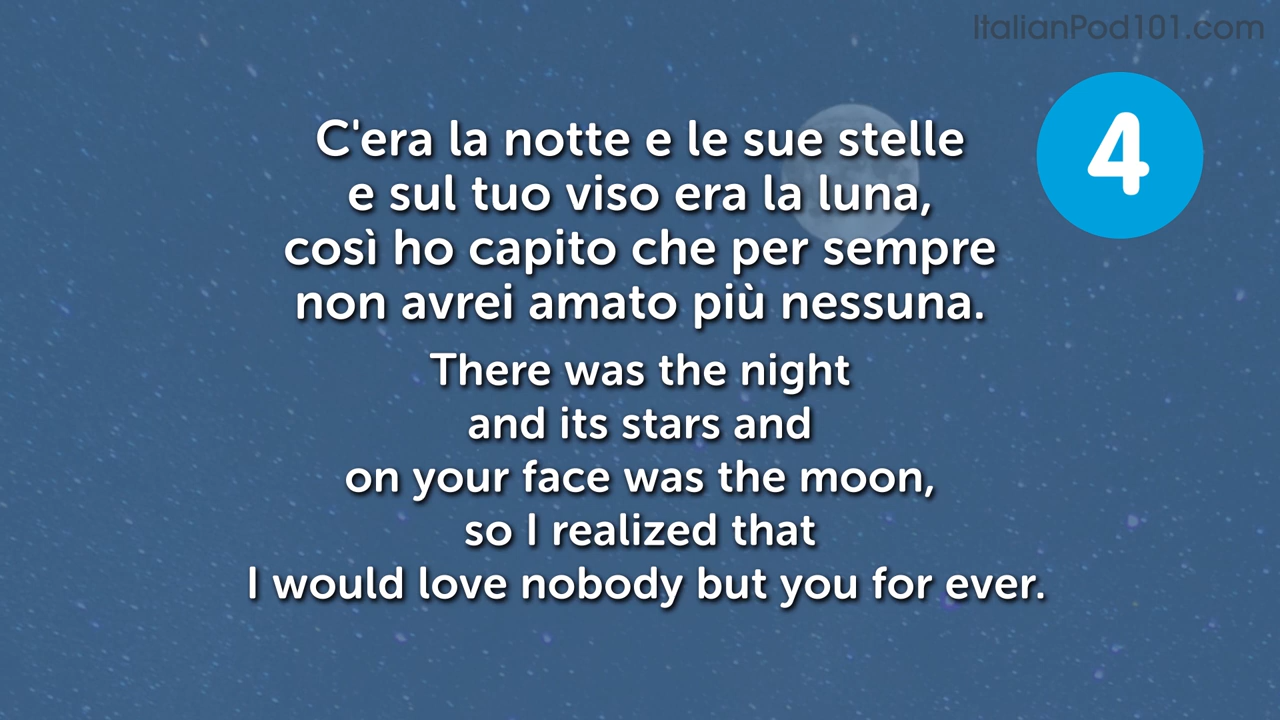 ItalianPod101.com
4
C'era la notte e le sue stelle
e sul tuo viso era la luna,
così ho capito che per sempre
non avrei amato più nessuna.
There was the night
and its stars and
on your face was the moon,
so I realized that
I would love nobody but you for ever.